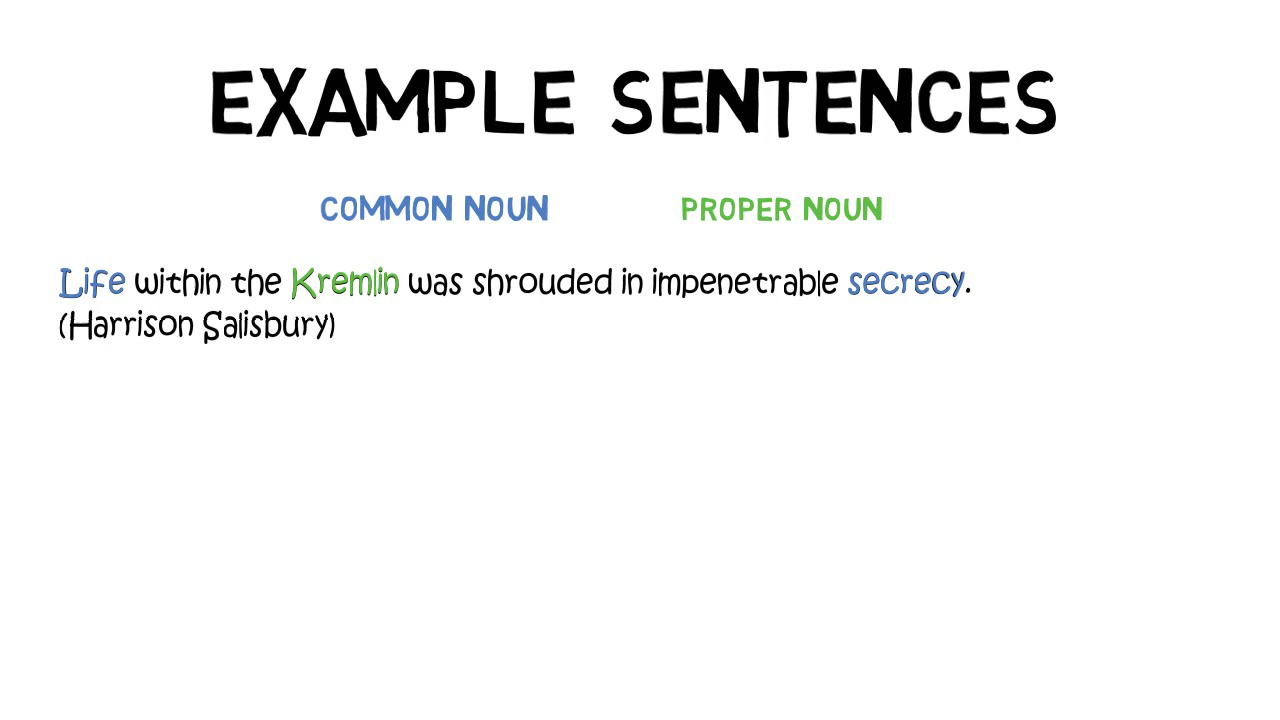 EXAMPLE SENTENCES
COMMON NOUN PROPER NOUN
Life within the Kremlin was shrouded in impenetrable secrecy.
(Harrison Salisbury)